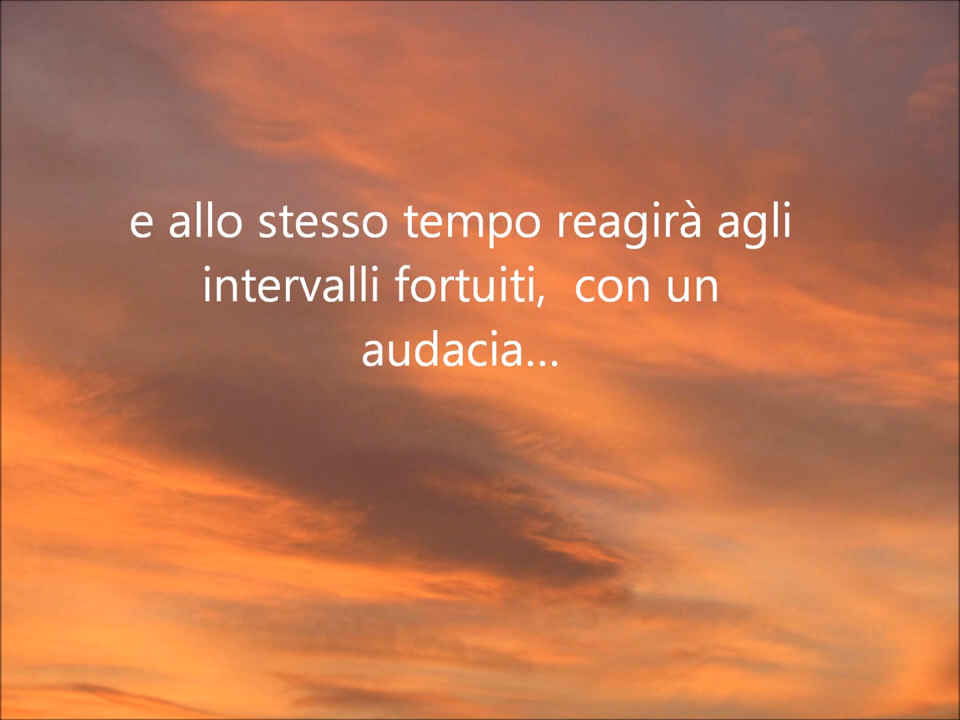 e allo stesso tempo reagirà agli
intervalli fortuiti,  con un
audacia...